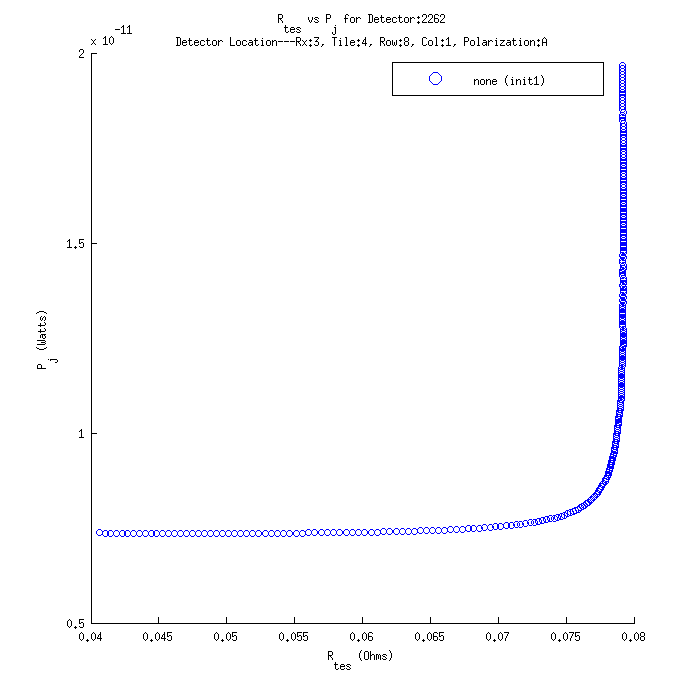 R_tes vs P_j for Detector:2262
Detector Location---Rx:3, Tile:4, Row:8, Col:1, Polarization:A
x 10^-11
none (init1)
2
1.5
1
0.5
P_j (Watts)
0.04 0.045 0.05 0.055 0.06 0.065 0.07 0.075 0.08
R_tes (Ohms)